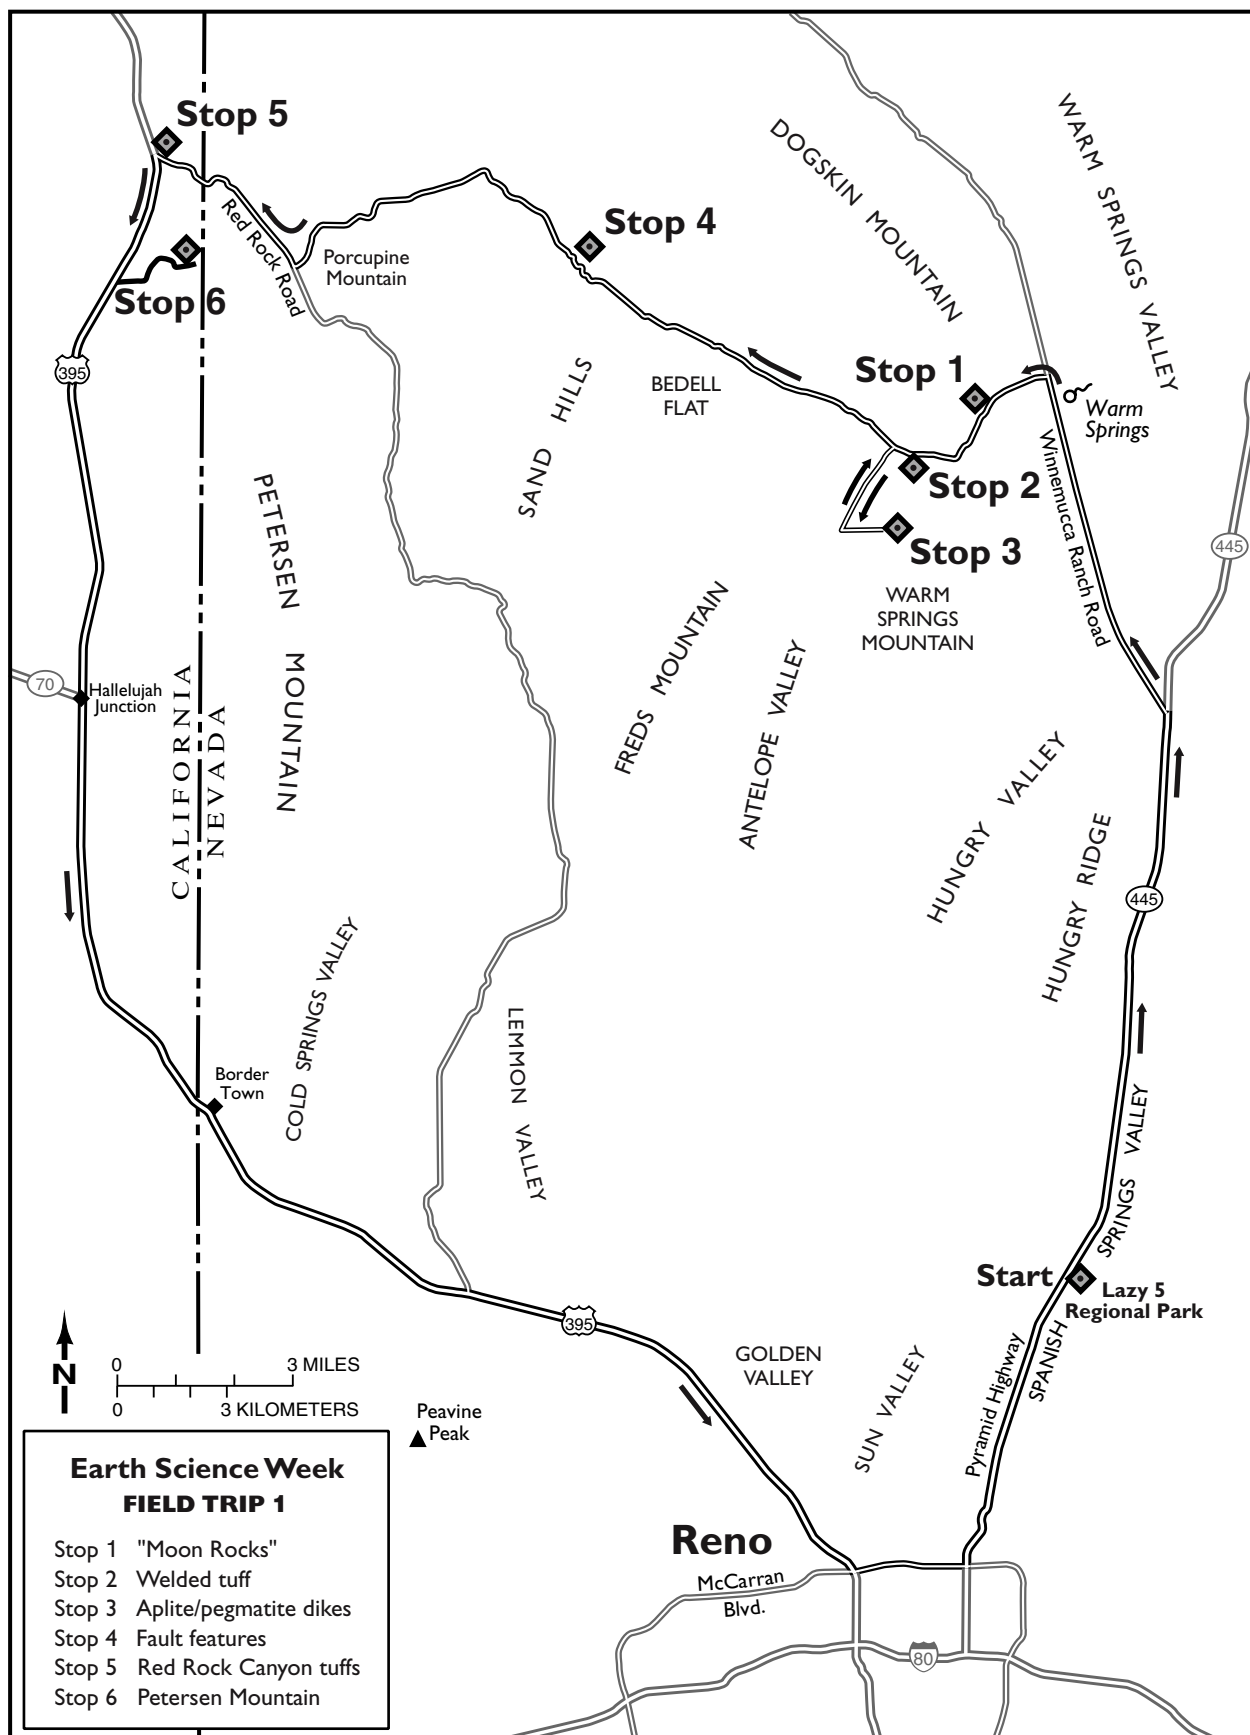 Stop 5
DOGSKIN MOUNTAIN
WARM SPRINGS VALLEY
Stop 4
Red Rock Road
Porcupine
Mountain
Stop 6
395
SAND HILLS
BEDELL
FLAT
Stop 1
Warm
Springs
Winnemucca Ranch Road
Stop 2
Stop 3
445
PETERSEN MOUNTAIN
WARM
SPRINGS
MOUNTAIN
FREDS MOUNTAIN
ANTELOPE VALLEY
70
Hallelujah
Junction
CALIFORNIA
NEVADA
HUNGRY VALLEY
HUNGRY RIDGE
445
COLD SPRINGS VALLEY
LEMMON VALLEY
Border
Town
SPANISH SPRINGS VALLEY
Start
Lazy 5
Regional Park
395
N
0 3 MILES
0 3 KILOMETERS
GOLDEN
VALLEY
SUN VALLEY
Pyramid Highway
Peavine
Peak
Reno
McCarran
Blvd.
80
Earth Science Week
FIELD TRIP 1
Stop 1 "Moon Rocks"
Stop 2 Welded tuff
Stop 3 Aplite/pegmatite dikes
Stop 4 Fault features
Stop 5 Red Rock Canyon tuffs
Stop 6 Petersen Mountain